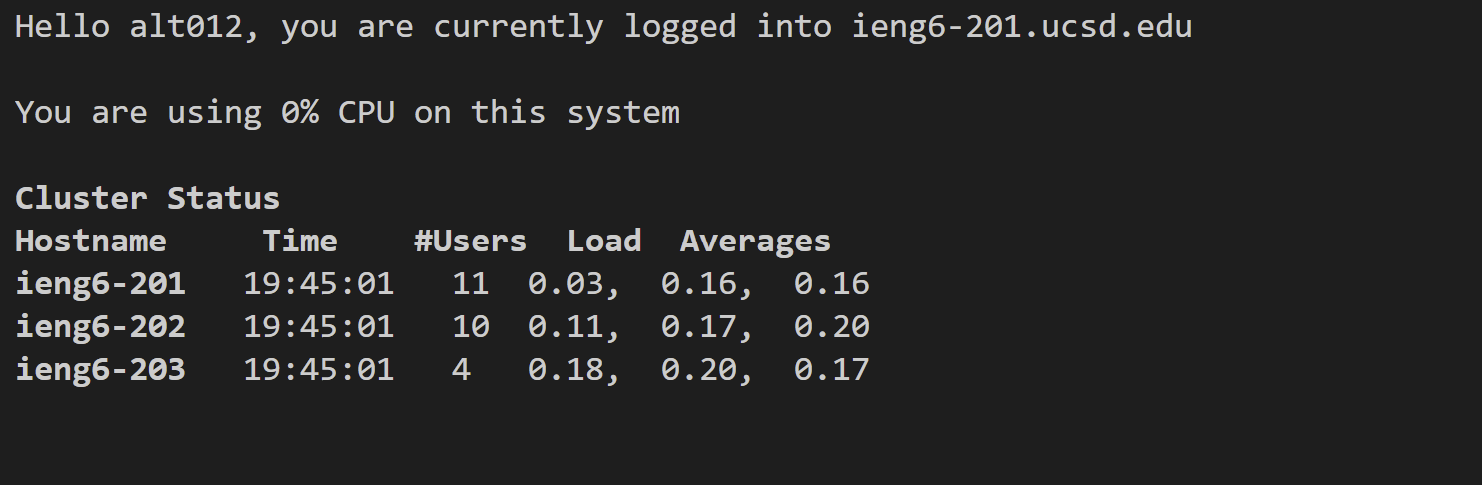 Hello alt012, you are currently logged into ieng6-201.ucsd.edu
You are using 0% CPU on this system
Cluster Status
Hostname     Time    #Users  Load  Averages
ieng6-201   19:45:01   11  0.03,  0.16,  0.16
ieng6-202   19:45:01   10  0.11,  0.17,  0.20
ieng6-203   19:45:01   4   0.18,  0.20,  0.17